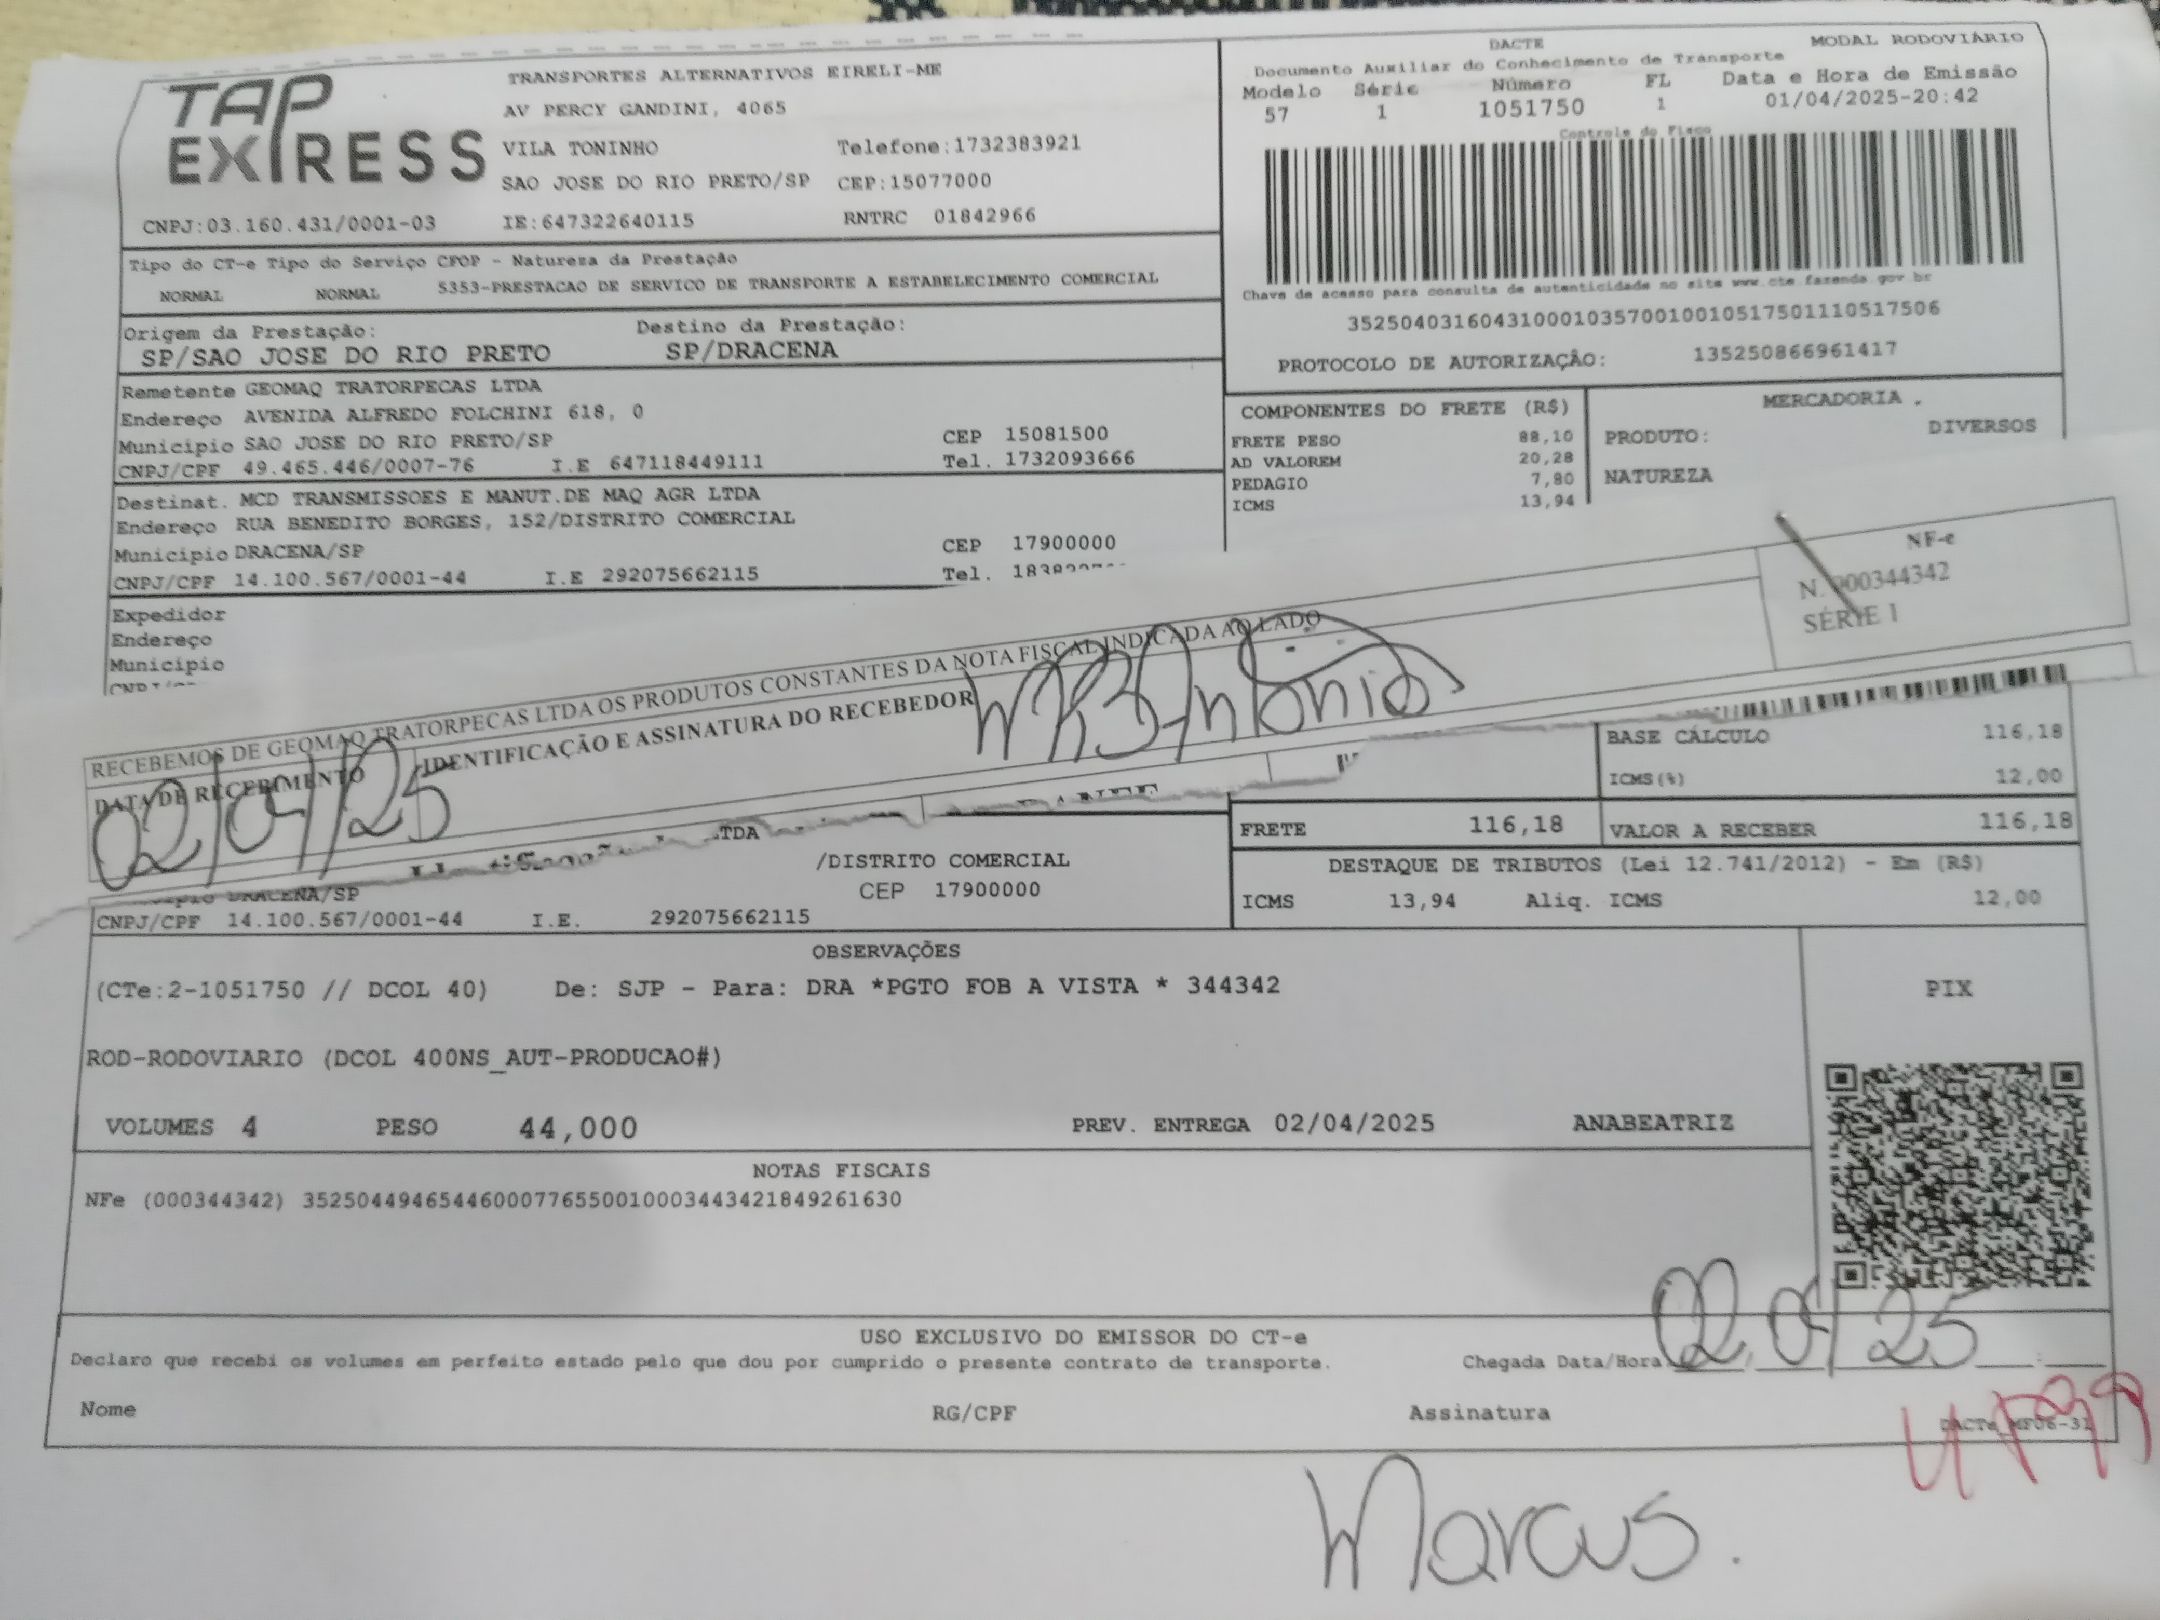 TAP EXPRESS
TRANSPORTES ALTERNATIVOS EIRELI-ME
AV PERCY GANDINI, 4065
VILA TONINHO Telefone:1732383921
SAO JOSE DO RIO PRETO/SP CEP:15077000
CNPJ:03.160.431/0001-03 IE:647322640115 RNTRC 01842966
DACTE MODAL RODOVIÁRIO
Documento Auxiliar do Conhecimento de Transporte
Modelo Série Número FL Data e Hora de Emissão
57 1 1051750 1 01/04/2025-20:42
Controle do Fisco
Chave de acesso para consulta de autenticidade no site www.cte.fazenda.gov.br
35250403160431000103570010010517501110517506
PROTOCOLO DE AUTORIZAÇÃO: 135250866961417
Tipo do CT-e Tipo do Serviço CFOP - Natureza da Prestação
NORMAL NORMAL 5353-PRESTACAO DE SERVICO DE TRANSPORTE A ESTABELECIMENTO COMERCIAL
Origem da Prestação: Destino da Prestação:
SP/SAO JOSE DO RIO PRETO SP/DRACENA
Remetente GEOMAQ TRATORPECAS LTDA
Endereço AVENIDA ALFREDO FOLCHINI 618, 0
Municipio SAO JOSE DO RIO PRETO/SP CEP 15081500
CNPJ/CPF 49.465.446/0007-76 I.E 647118449111 Tel. 1732093666
Destinat. MCD TRANSMISSOES E MANUT.DE MAQ AGR LTDA
Endereço RUA BENEDITO BORGES, 152/DISTRITO COMERCIAL
Municipio DRACENA/SP CEP 17900000
CNPJ/CPF 14.100.567/0001-44 I.E 292075662115 Tel.
Expedidor
Endereço
Município
COMPONENTES DO FRETE (R$)
FRETE PESO 88,10
AD VALOREM 20,28
PEDAGIO 7,80
ICMS 13,94
MERCADORIA
PRODUTO: DIVERSOS
NATUREZA
NF-e
N. 000344342
SÉRIE 1
RECEBEMOS DE GEOMAQ TRATORPECAS LTDA OS PRODUTOS CONSTANTES DA NOTA FISCAL INDICADA AO LADO
DATA DE RECEBIMENTO IDENTIFICAÇÃO E ASSINATURA DO RECEBEDOR
02/04/25
BASE CÁLCULO 116,18
ICMS(%) 12,00
FRETE 116,18 VALOR A RECEBER 116,18
DESTAQUE DE TRIBUTOS (Lei 12.741/2012) - Em (R$)
ICMS 13,94 Aliq. ICMS 12,00
LTDA
/DISTRITO COMERCIAL
DRACENA/SP CEP 17900000
CNPJ/CPF 14.100.567/0001-44 I.E. 292075662115
OBSERVAÇÕES
(CTe:2-1051750 // DCOL 40) De: SJP - Para: DRA *PGTO FOB A VISTA * 344342
ROD-RODOVIARIO (DCOL 400NS_AUT-PRODUCAO#)
PIX
VOLUMES 4 PESO 44,000 PREV. ENTREGA 02/04/2025 ANABEATRIZ
NOTAS FISCAIS
NFe (000344342) 35250449465446000776550010003443421849261630
USO EXCLUSIVO DO EMISSOR DO CT-e
Declaro que recebi os volumes em perfeito estado pelo que dou por cumprido o presente contrato de transporte. Chegada Data/Hora 02/04/25
Nome RG/CPF Assinatura
Marcus.